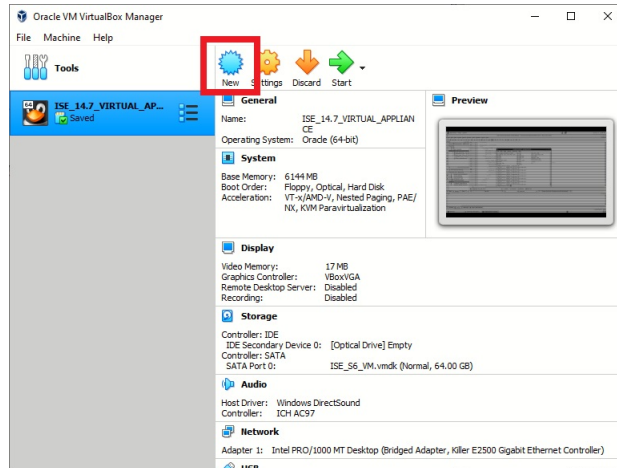 Oracle VM VirtualBox Manager
File Machine Help
Tools
New Settings Discard Start
64
ISE_14.7_VIRTUAL_AP...
Saved
General
Name: ISE_14.7_VIRTUAL_APPLIAN
CE
Operating System: Oracle (64-bit)
Preview
System
Base Memory: 6144 MB
Boot Order: Floppy, Optical, Hard Disk
Acceleration: VT-x/AMD-V, Nested Paging, PAE/
NX, KVM Paravirtualization
Display
Video Memory: 17 MB
Graphics Controller: VBoxVGA
Remote Desktop Server: Disabled
Recording: Disabled
Storage
Controller: IDE
IDE Secondary Device 0: [Optical Drive] Empty
Controller: SATA
SATA Port 0: ISE_S6_VM.vmdk (Normal, 64.00 GB)
Audio
Host Driver: Windows DirectSound
Controller: ICH AC97
Network
Adapter 1: Intel PRO/1000 MT Desktop (Bridged Adapter, Killer E2500 Gigabit Ethernet Controller)
USB